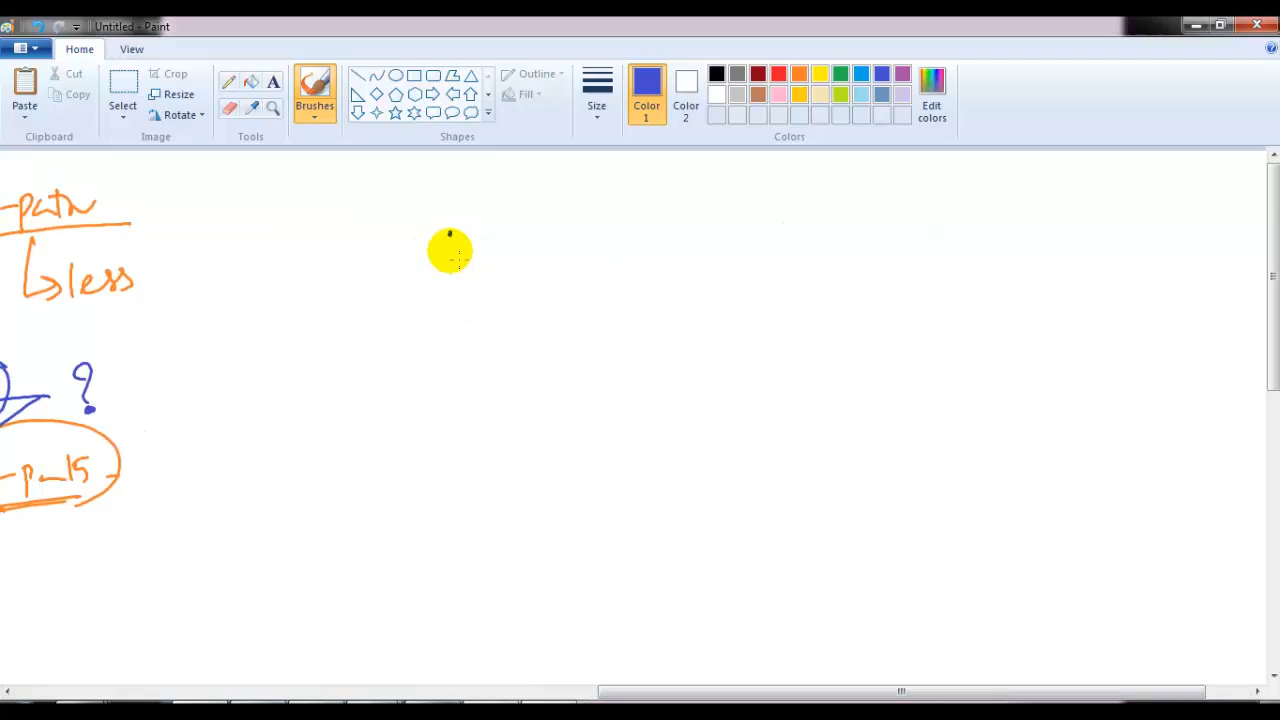 Untitled - Paint
Home View
Cut
Copy
Paste
Clipboard
Select
Crop
Resize
Rotate
Image
Tools
Brushes
Outline
Fill
Shapes
Size
Color 1
Color 2
Edit colors
Colors
-path
less
?